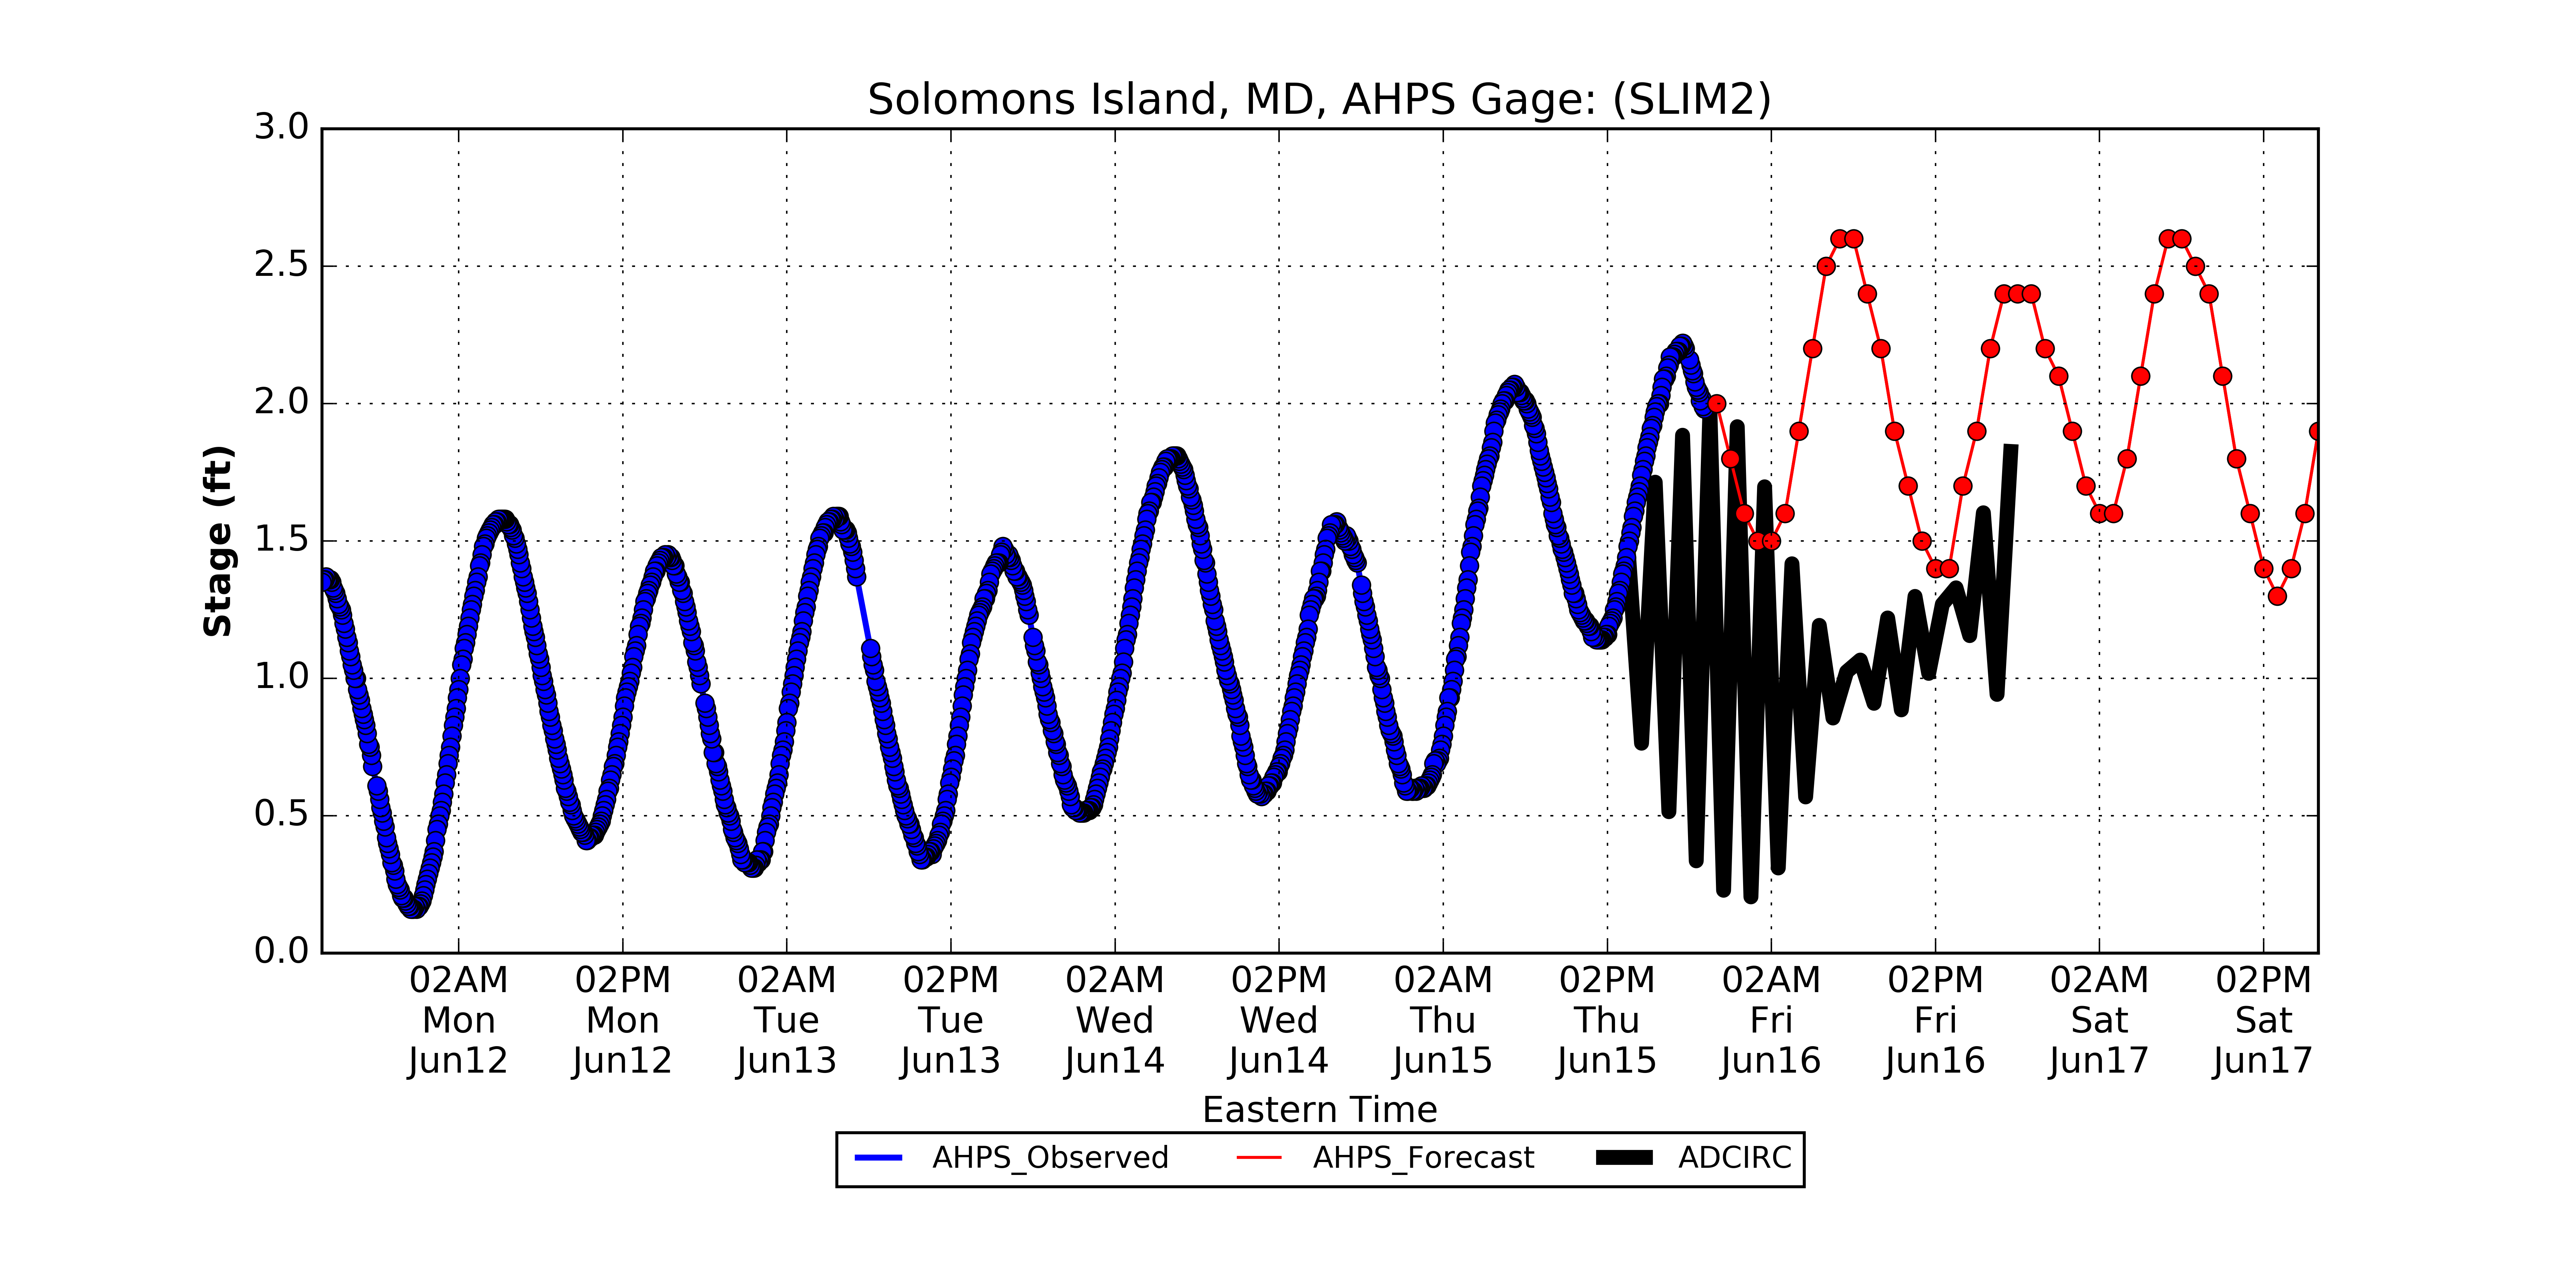 Solomons Island, MD, AHPS Gage: (SLIM2)
3.0
2.5
2.0
1.5
1.0
0.5
0.0
Stage (ft)
02AM 02PM 02AM 02PM 02AM 02PM 02AM 02PM 02AM 02PM 02AM 02PM
Mon Mon Tue Tue Wed Wed Thu Thu Fri Fri Sat Sat
Jun12 Jun12 Jun13 Jun13 Jun14 Jun14 Jun15 Jun15 Jun16 Jun16 Jun17 Jun17
Eastern Time
AHPS_Observed AHPS_Forecast ADCIRC